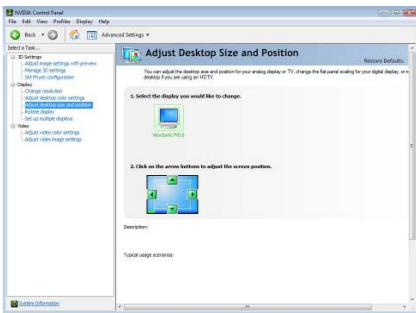 NVIDIA Control Panel
File Edit View Profiles Display Help
Back
Advanced Settings
Select a Task...
3D Settings
Adjust image settings with preview
Manage 3D settings
Set PhysX configuration
Display
Change resolution
Adjust desktop color settings
Adjust desktop size and position
Rotate display
Set up multiple displays
Video
Adjust video color settings
Adjust video image settings
System Information
Adjust Desktop Size and Position
Restore Defaults
You can adjust the desktop size and position for your analog display or TV, change the flat panel scaling for your digital display, or
desktop if you are using an HDTV.
1. Select the display you would like to change.
ViewSonic
2. Click on the arrow buttons to adjust the screen position.
Description:
Typical usage scenarios: